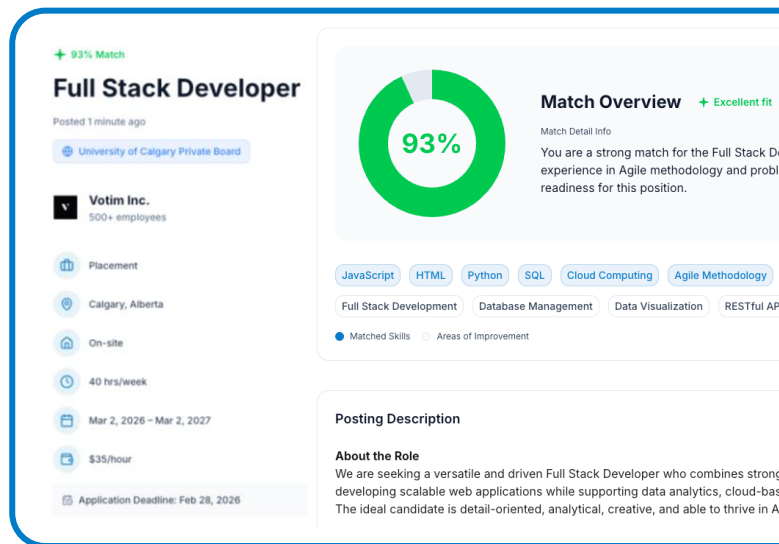 93% Match
Full Stack Developer
Posted 1 minute ago
University of Calgary Private Board
V
Votim Inc.
500+ employees
Placement
Calgary, Alberta
On-site
40 hrs/week
Mar 2, 2026 – Mar 2, 2027
$35/hour
Application Deadline: Feb 28, 2026
93%
Match Overview Excellent fit
Match Detail Info
You are a strong match for the Full Stack De
experience in Agile methodology and probl
readiness for this position.
JavaScript HTML Python SQL Cloud Computing Agile Methodology
Full Stack Development Database Management Data Visualization RESTful AP
Matched Skills Areas of Improvement
Posting Description
About the Role
We are seeking a versatile and driven Full Stack Developer who combines strong
developing scalable web applications while supporting data analytics, cloud-bas
The ideal candidate is detail-oriented, analytical, creative, and able to thrive in A